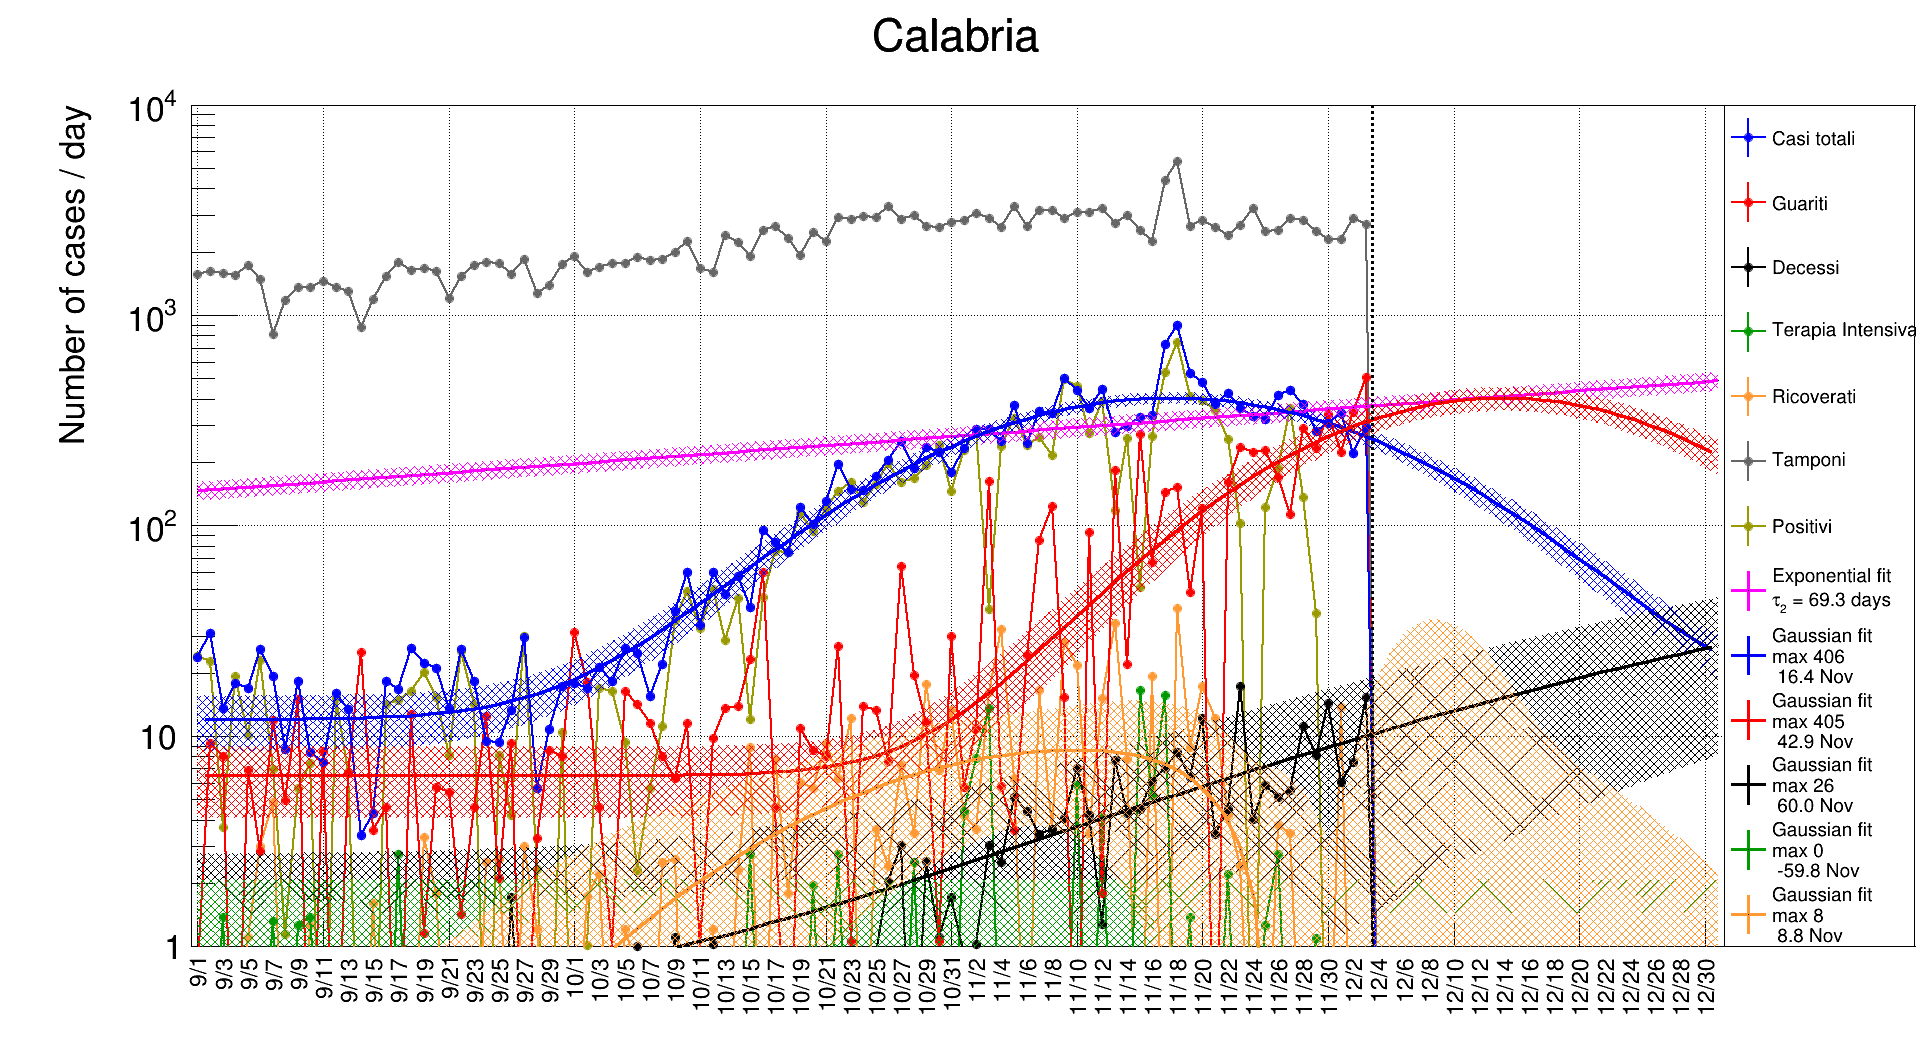 Calabria
Number of cases / day
10^4
10^3
10^2
10
1
9/1
9/3
9/5
9/7
9/9
9/11
9/13
9/15
9/17
9/19
9/21
9/23
9/25
9/27
9/29
10/1
10/3
10/5
10/7
10/9
10/11
10/13
10/15
10/17
10/19
10/21
10/23
10/25
10/27
10/29
10/31
11/2
11/4
11/6
11/8
11/10
11/12
11/14
11/16
11/18
11/20
11/22
11/24
11/26
11/28
11/30
12/2
12/4
12/6
12/8
12/10
12/12
12/14
12/16
12/18
12/20
12/22
12/24
12/26
12/28
12/30
Casi totali
Guariti
Decessi
Terapia Intensiva
Ricoverati
Tamponi
Positivi
Exponential fit
τ2 = 69.3 days
Gaussian fit
max 406
16.4 Nov
Gaussian fit
max 405
42.9 Nov
Gaussian fit
max 26
60.0 Nov
Gaussian fit
max 0
-59.8 Nov
Gaussian fit
max 8
8.8 Nov